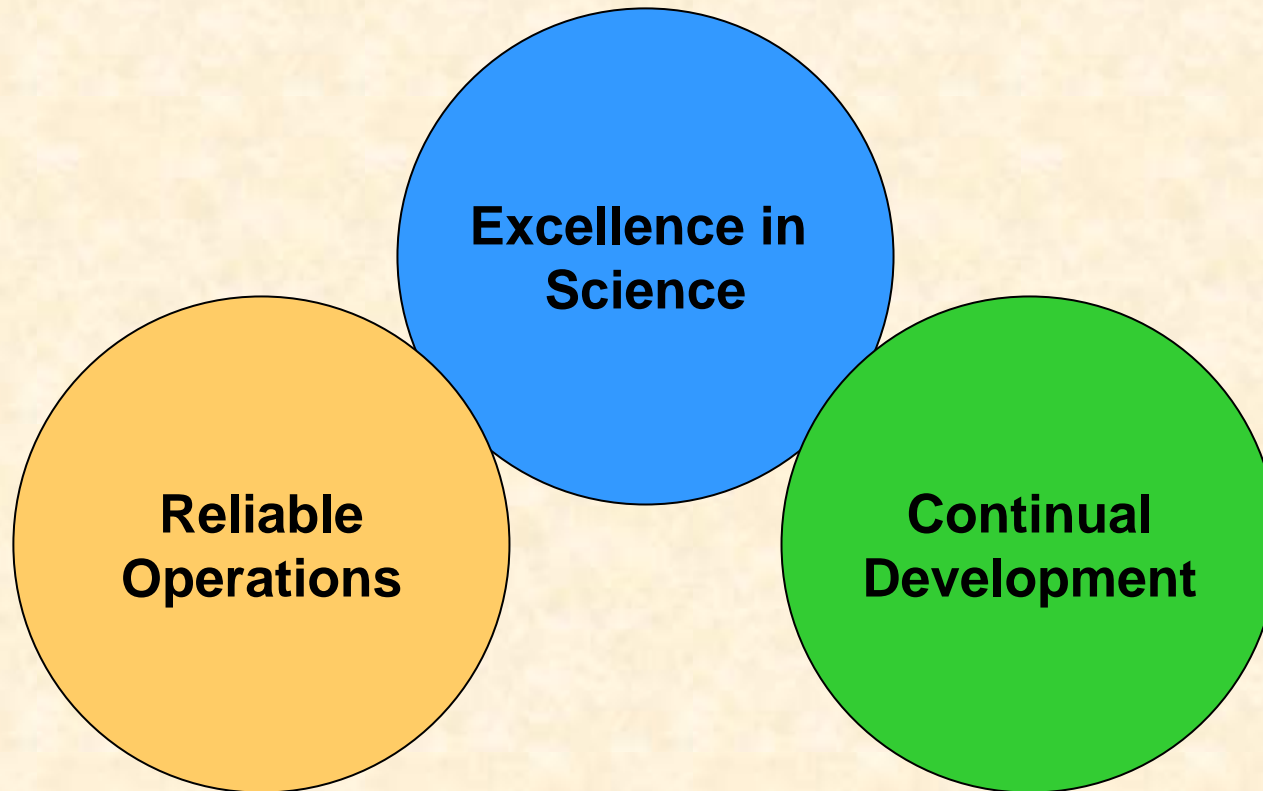 Excellence in
Science
Reliable
Operations
Continual
Development